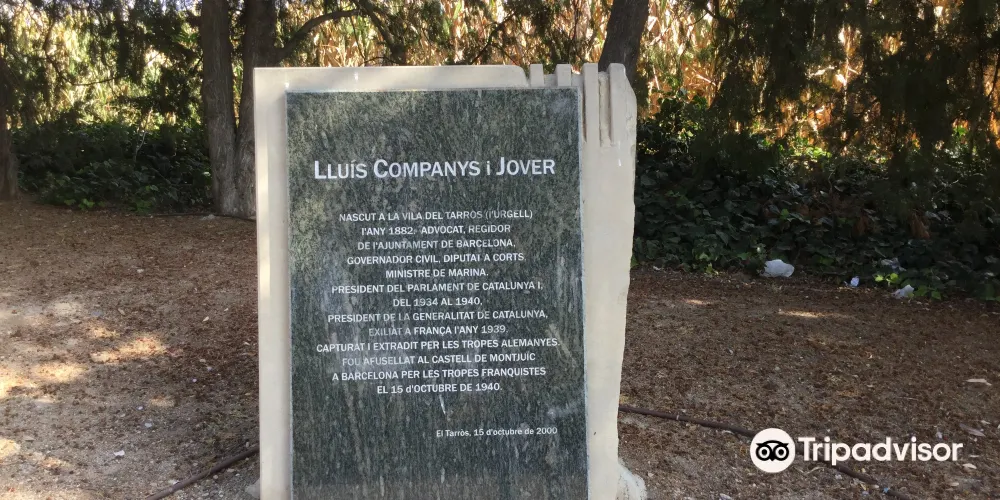 LLUÍS COMPANYS I JOVER
NASCUT A LA VILA DEL TARRÒS (l'URGELL)
l'ANY 1882. ADVOCAT, REGIDOR
DE l'AJUNTAMENT DE BARCELONA,
GOVERNADOR CIVIL, DIPUTAT A CORTS
MINISTRE DE MARINA.
PRESIDENT DEL PARLAMENT DE CATALUNYA I,
DEL 1934 AL 1940,
PRESIDENT DE LA GENERALITAT DE CATALUNYA,
EXILIAT A FRANÇA l'ANY 1939,
CAPTURAT I EXTRADIT PER LES TROPES ALEMANYES.
FOU AFUSELLAT AL CASTELL DE MONTJUÏC
A BARCELONA PER LES TROPES FRANQUISTES
EL 15 d'OCTUBRE DE 1940.
El Tarròs, 15 d'octubre de 2000
Tripadvisor